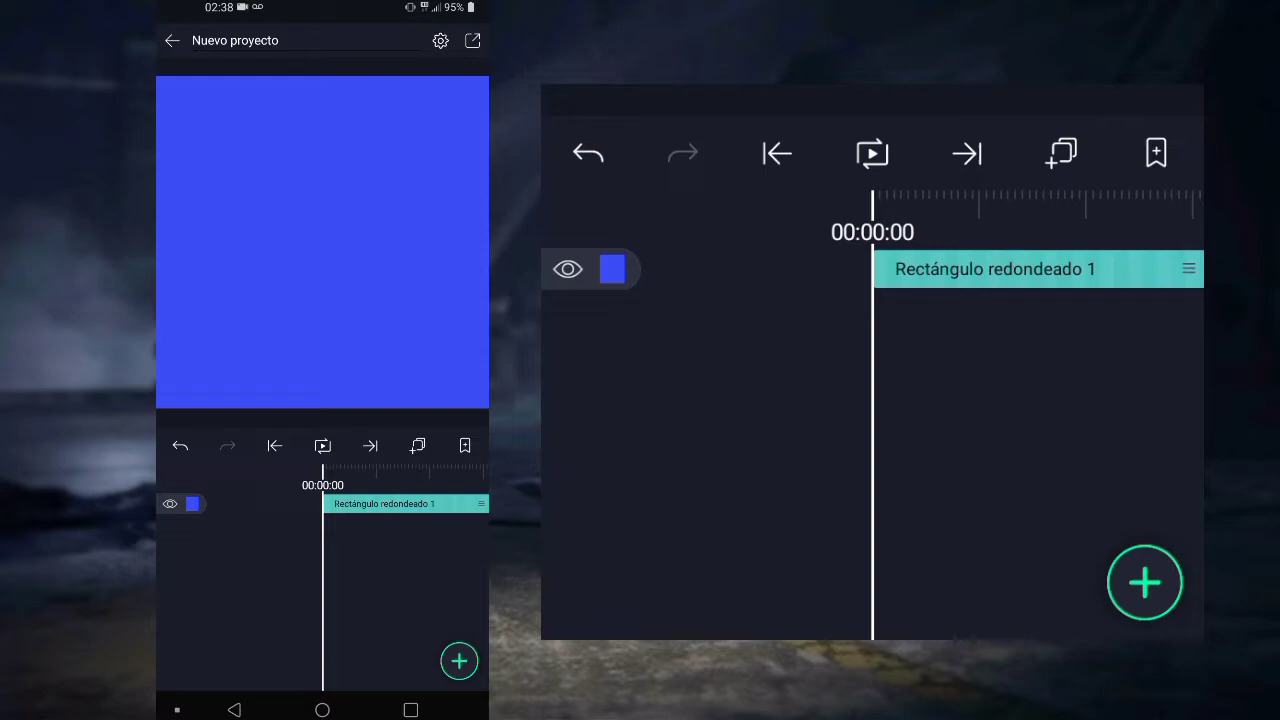 02:38
95%
Nuevo proyecto
00:00:00
Rectángulo redondeado 1
00:00:00
Rectángulo redondeado 1